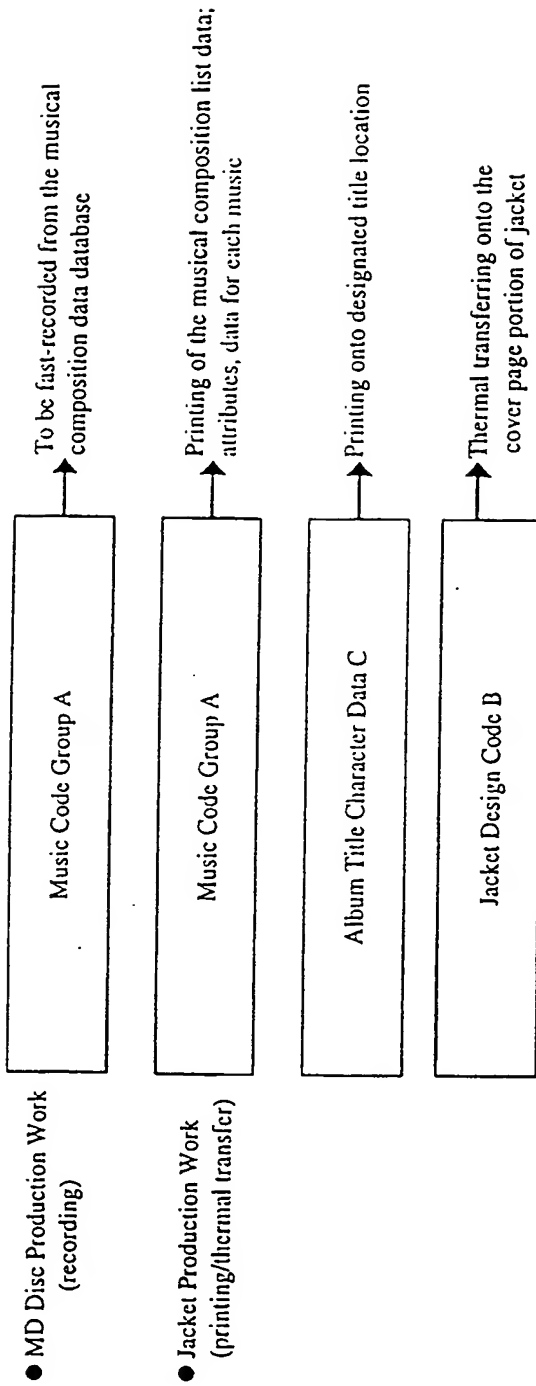 ● MD Disc Production Work
(recording)
Music Code Group A
To be fast-recorded from the musical
composition data database
● Jacket Production Work
(printing/thermal transfer)
Music Code Group A
Printing of the musical composition list data;
attributes, data for each music
Album Title Character Data C
Printing onto designated title location
Jacket Design Code B
Thermal transferring onto the
cover page portion of jacket